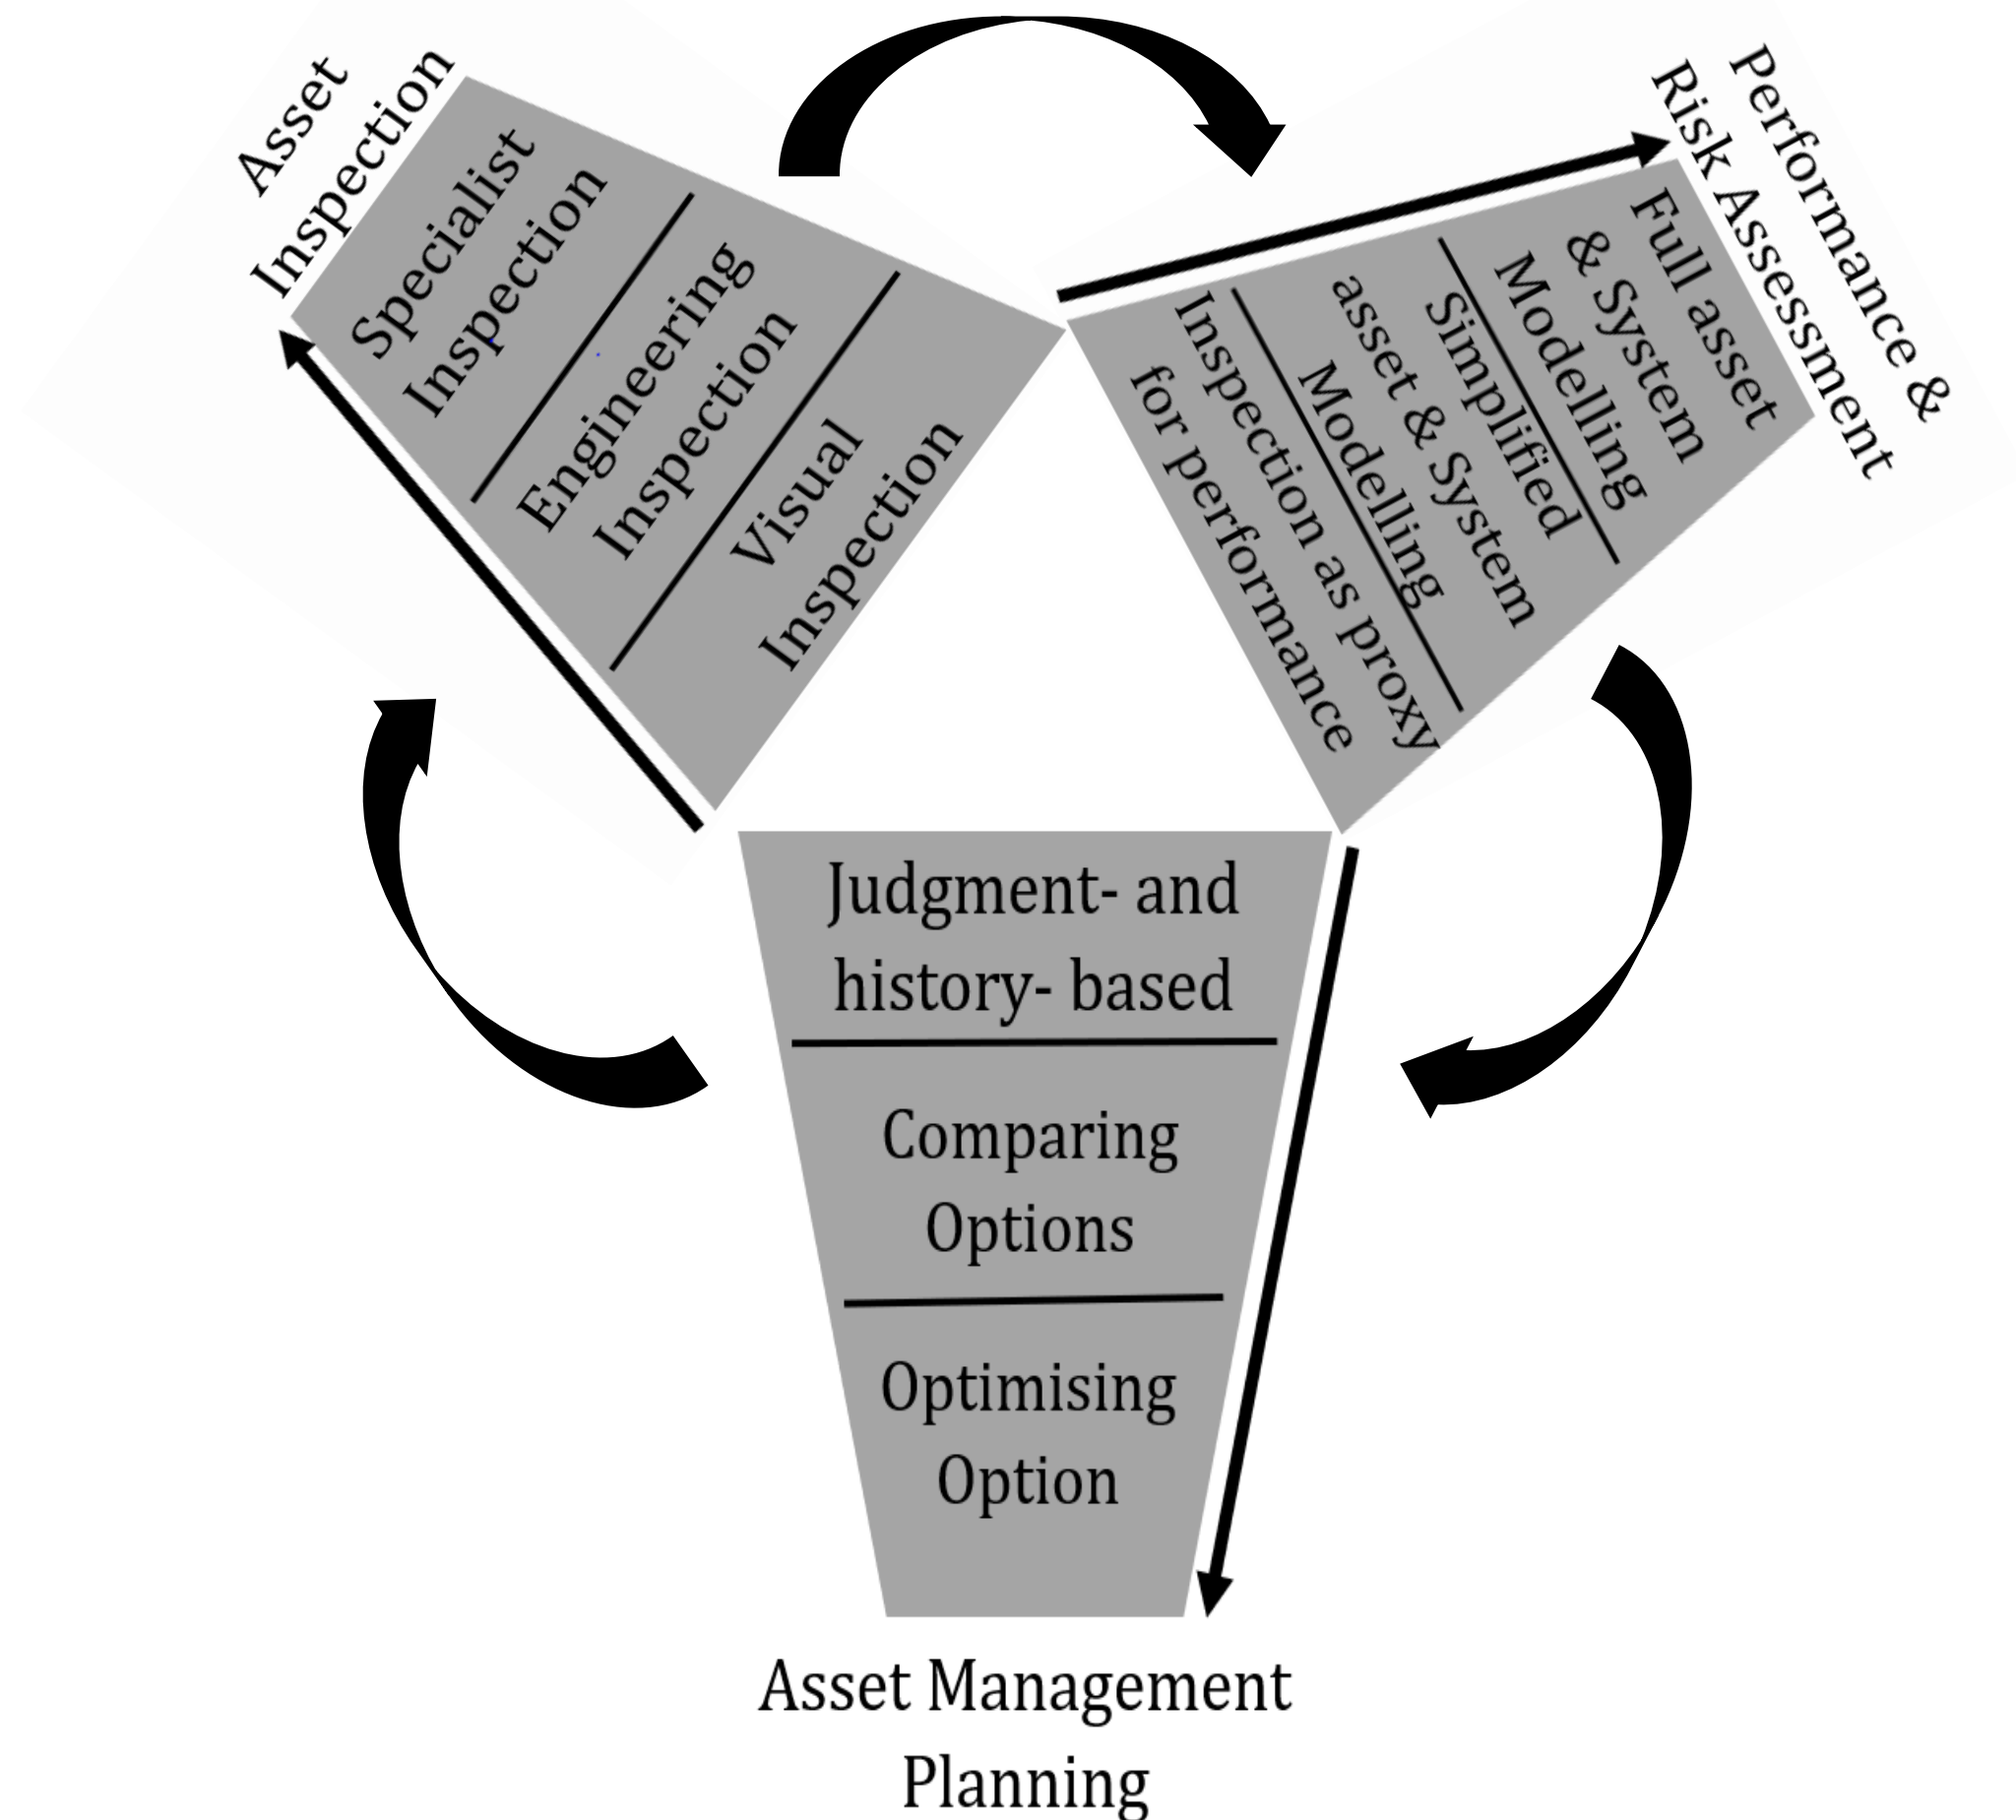 Asset
Inspection
Specialist
Inspection
Engineering
Inspection
Visual
Inspection
Performance &
Risk Assessment
Full asset
& System
Modelling
Simplified
asset & System
Modelling
Inspection as proxy
for performance
Judgment- and
history- based
Comparing
Options
Optimising
Option
Asset Management
Planning